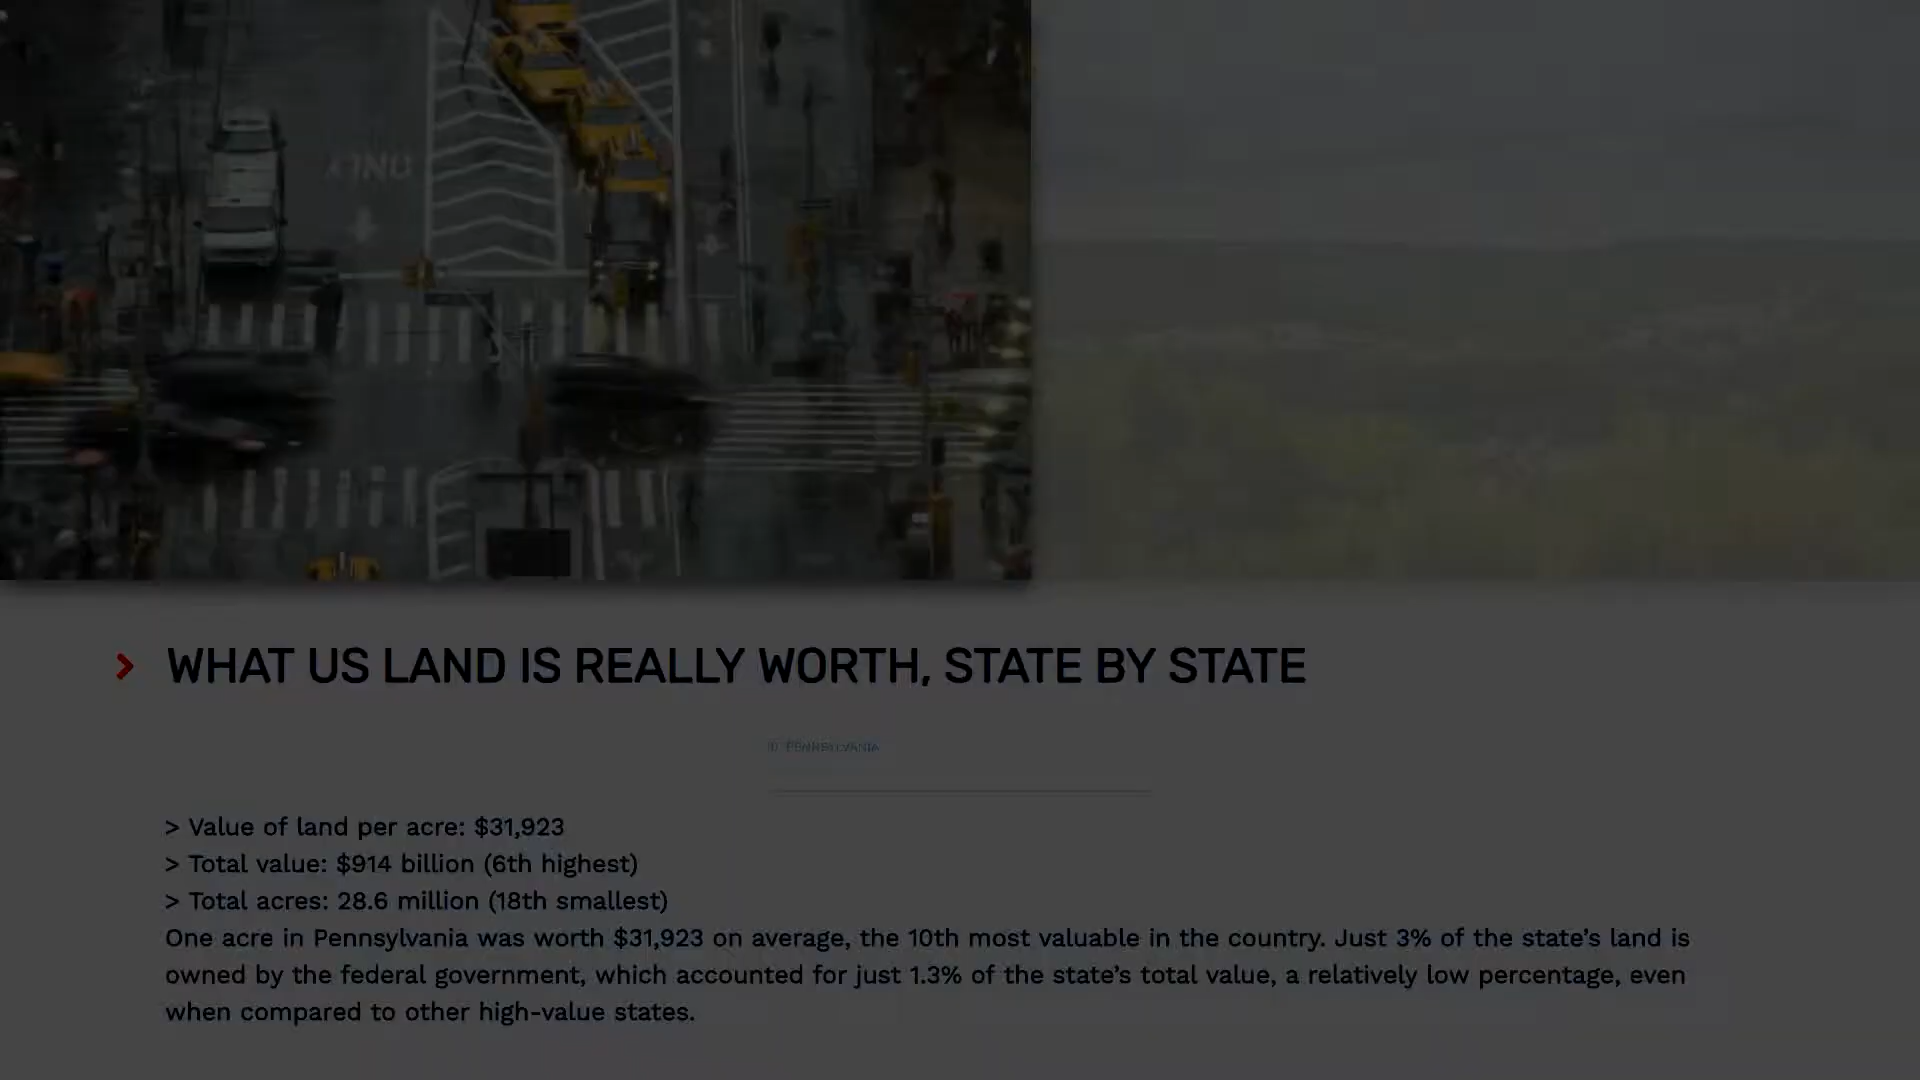 ONLY
WHAT US LAND IS REALLY WORTH, STATE BY STATE
10. PENNSYLVANIA
> Value of land per acre: $31,923
> Total value: $914 billion (6th highest)
> Total acres: 28.6 million (18th smallest)
One acre in Pennsylvania was worth $31,923 on average, the 10th most valuable in the country. Just 3% of the state’s land is
owned by the federal government, which accounted for just 1.3% of the state’s total value, a relatively low percentage, even
when compared to other high-value states.